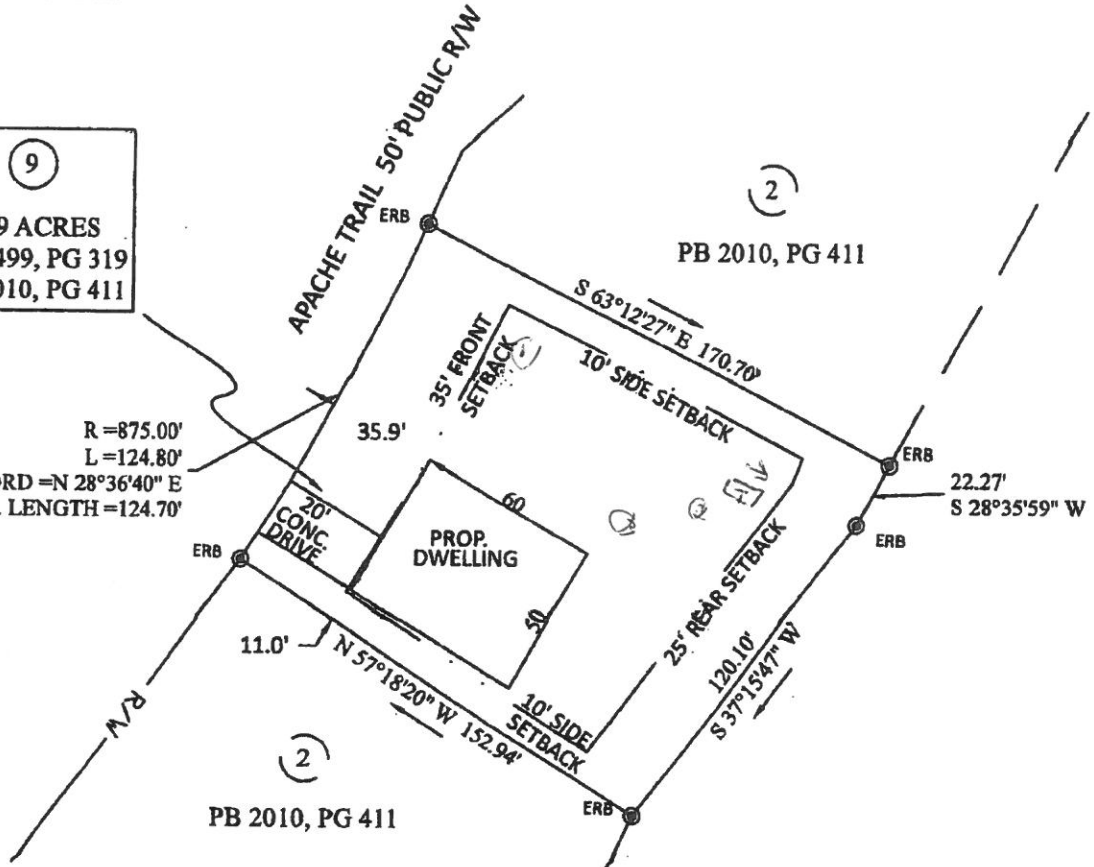 APACHE TRAIL 50' PUBLIC R/W
9
9 ACRES
499, PG 319
010, PG 411
ERB
2
PB 2010, PG 411
S 63°12'27" E 170.70'
35' FRONT
SETBACK
10' SIDE SETBACK
R =875.00'
L =124.80'
RD =N 28°36'40" E
LENGTH =124.70'
35.9'
ERB
22.27'
S 28°35'59" W
ERB
20'
CONC.
DRIVE
60
PROP.
DWELLING
50
ERB
25' REAR SETBACK
120.10'
S 37°15'47" W
11.0'
N 57°18'20" W 152.94'
10' SIDE
SETBACK
R/W
2
PB 2010, PG 411
ERB